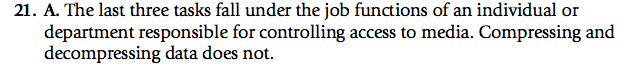 21. A. The last three tasks fall under the job functions of an individual or
department responsible for controlling access to media. Compressing and
decompressing data does not.